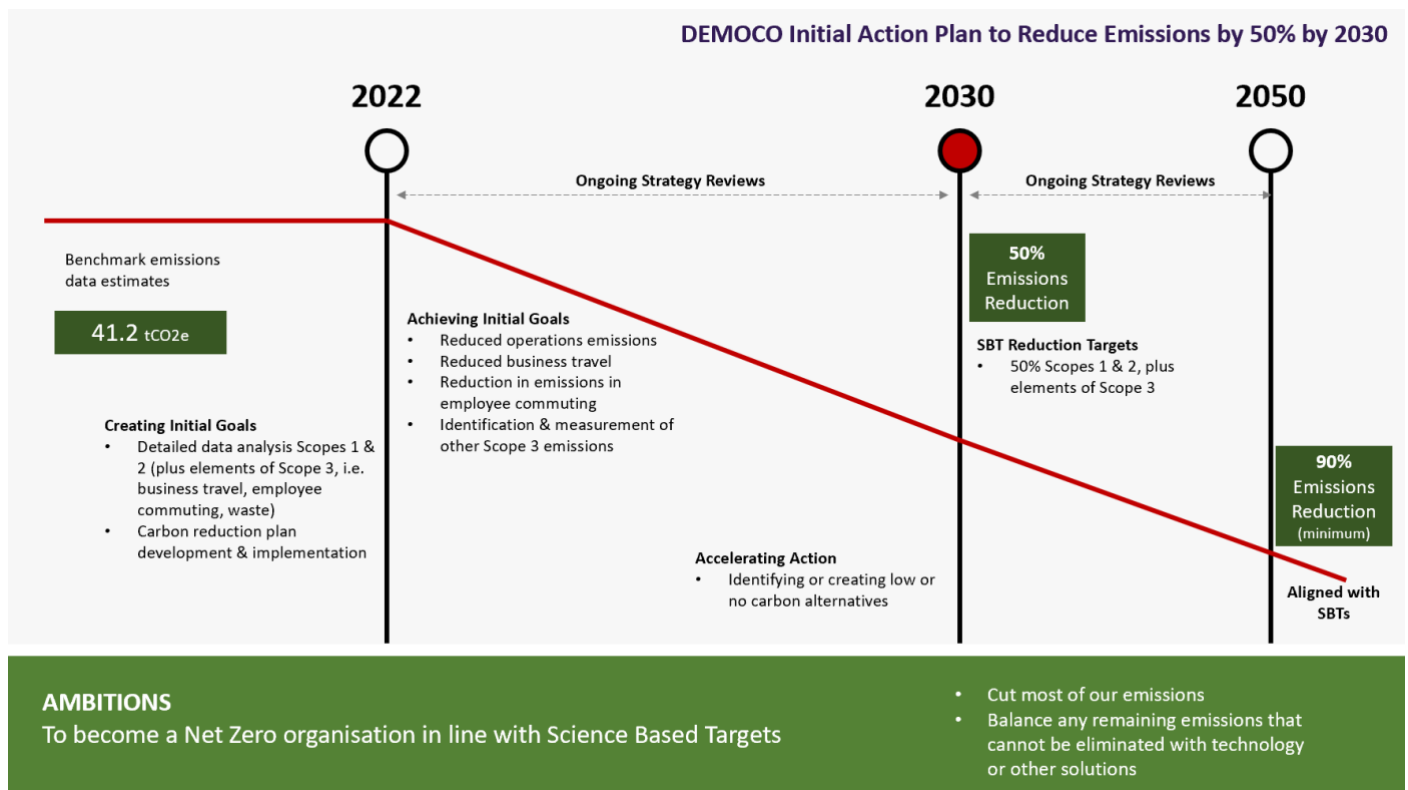 DEMOCO Initial Action Plan to Reduce Emissions by 50% by 2030
2022
2030
2050
Ongoing Strategy Reviews
Ongoing Strategy Reviews
Benchmark emissions
data estimates
41.2 tCO2e
Creating Initial Goals
• Detailed data analysis Scopes 1 &
2 (plus elements of Scope 3, i.e.
business travel, employee
commuting, waste)
• Carbon reduction plan
development & implementation
Achieving Initial Goals
• Reduced operations emissions
• Reduced business travel
• Reduction in emissions in
employee commuting
• Identification & measurement of
other Scope 3 emissions
Accelerating Action
• Identifying or creating low or
no carbon alternatives
50%
Emissions
Reduction
SBT Reduction Targets
• 50% Scopes 1 & 2, plus
elements of Scope 3
90%
Emissions
Reduction
(minimum)
Aligned with
SBTs
AMBITIONS
To become a Net Zero organisation in line with Science Based Targets
• Cut most of our emissions
• Balance any remaining emissions that
cannot be eliminated with technology
or other solutions